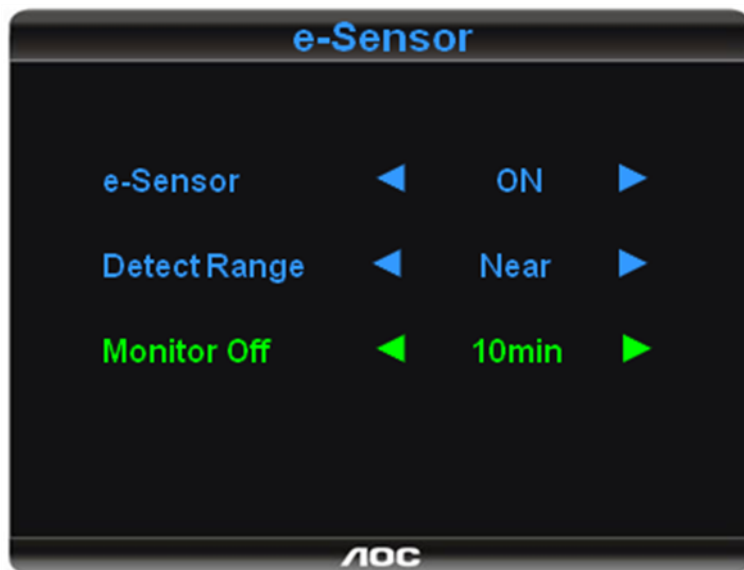 e-Sensor
e-Sensor ◀ ON ▶
Detect Range ◀ Near ▶
Monitor Off ◀ 10min ▶
AOC